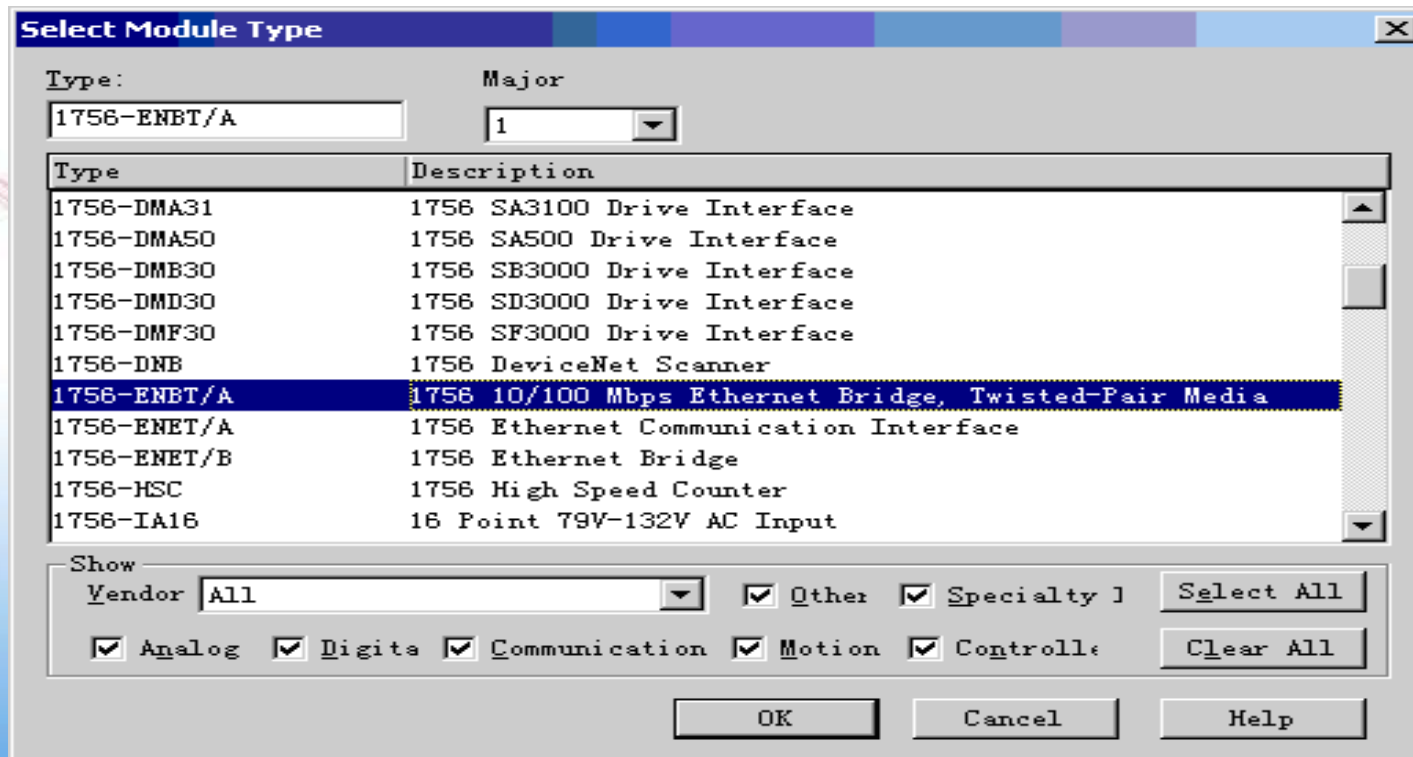 Select Module Type
Type: Major
1756-ENBT/A 1
Type Description
1756-DMA31 1756 SA3100 Drive Interface
1756-DMA50 1756 SA500 Drive Interface
1756-DMB30 1756 SB3000 Drive Interface
1756-DMD30 1756 SD3000 Drive Interface
1756-DMF30 1756 SF3000 Drive Interface
1756-DNB 1756 DeviceNet Scanner
1756-ENBT/A 1756 10/100 Mbps Ethernet Bridge, Twisted-Pair Media
1756-ENET/A 1756 Ethernet Communication Interface
1756-ENET/B 1756 Ethernet Bridge
1756-HSC 1756 High Speed Counter
1756-IA16 16 Point 79V-132V AC Input
Show
Vendor All Other Specialty I Select All
Analog Digita Communication Motion Controlle Clear All
OK Cancel Help